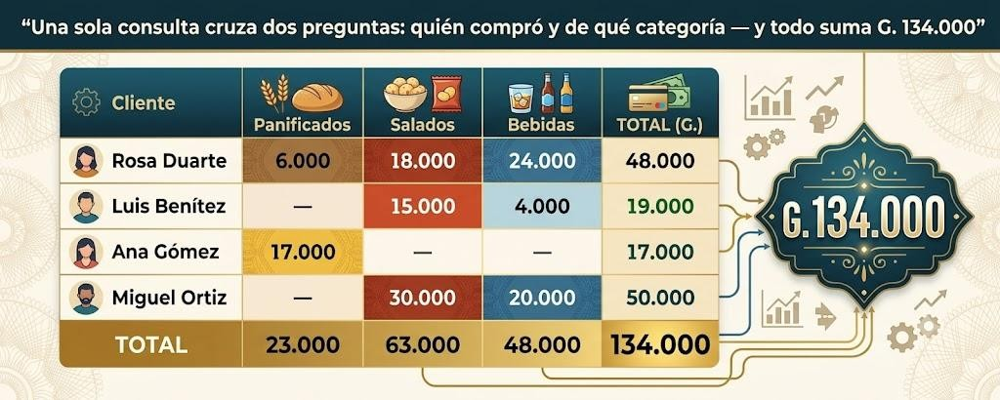 “Una sola consulta cruza dos preguntas: quién compró y de qué categoría — y todo suma G. 134.000”
Cliente Panificados Salados Bebidas TOTAL (G.)
Rosa Duarte 6.000 18.000 24.000 48.000
Luis Benítez — 15.000 4.000 19.000
Ana Gómez 17.000 — — 17.000
Miguel Ortiz — 30.000 20.000 50.000
TOTAL 23.000 63.000 48.000 134.000
G. 134.000